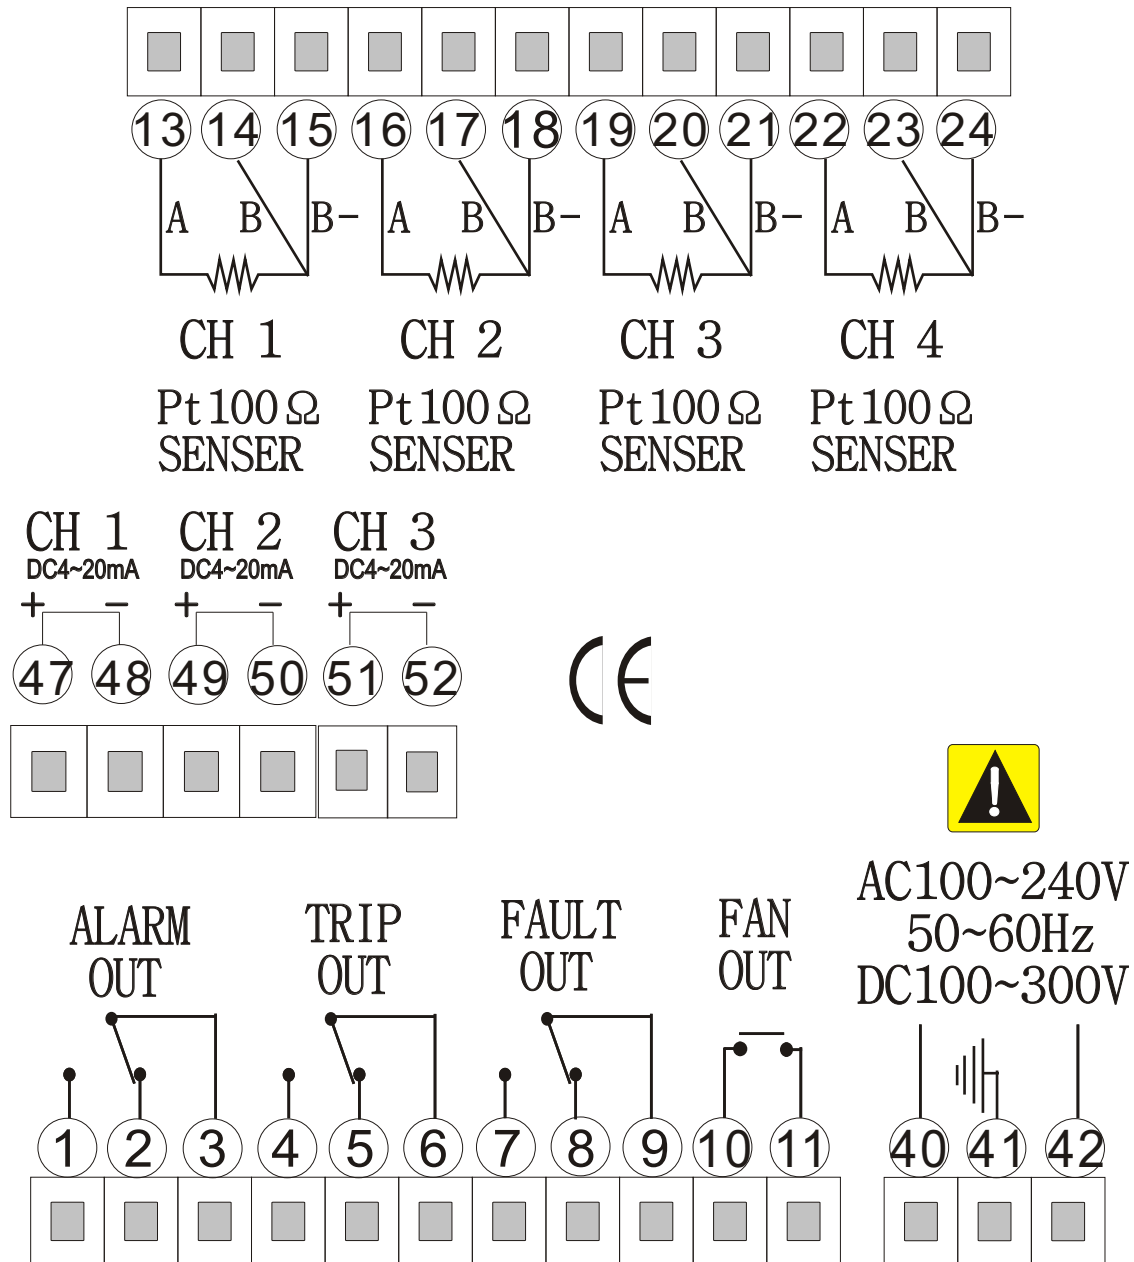 13 14 15 16 17 18 19 20 21 22 23 24
A B B- A B B- A B B- A B B-
CH 1 CH 2 CH 3 CH 4
Pt100Ω Pt100Ω Pt100Ω Pt100Ω
SENSER SENSER SENSER SENSER
CH 1 CH 2 CH 3
DC4~20mA DC4~20mA DC4~20mA
+ - + - + -
47 48 49 50 51 52
CE
!
AC100~240V
50~60Hz
DC100~300V
ALARM TRIP FAULT FAN
OUT OUT OUT OUT
1 2 3 4 5 6 7 8 9 10 11 40 41 42